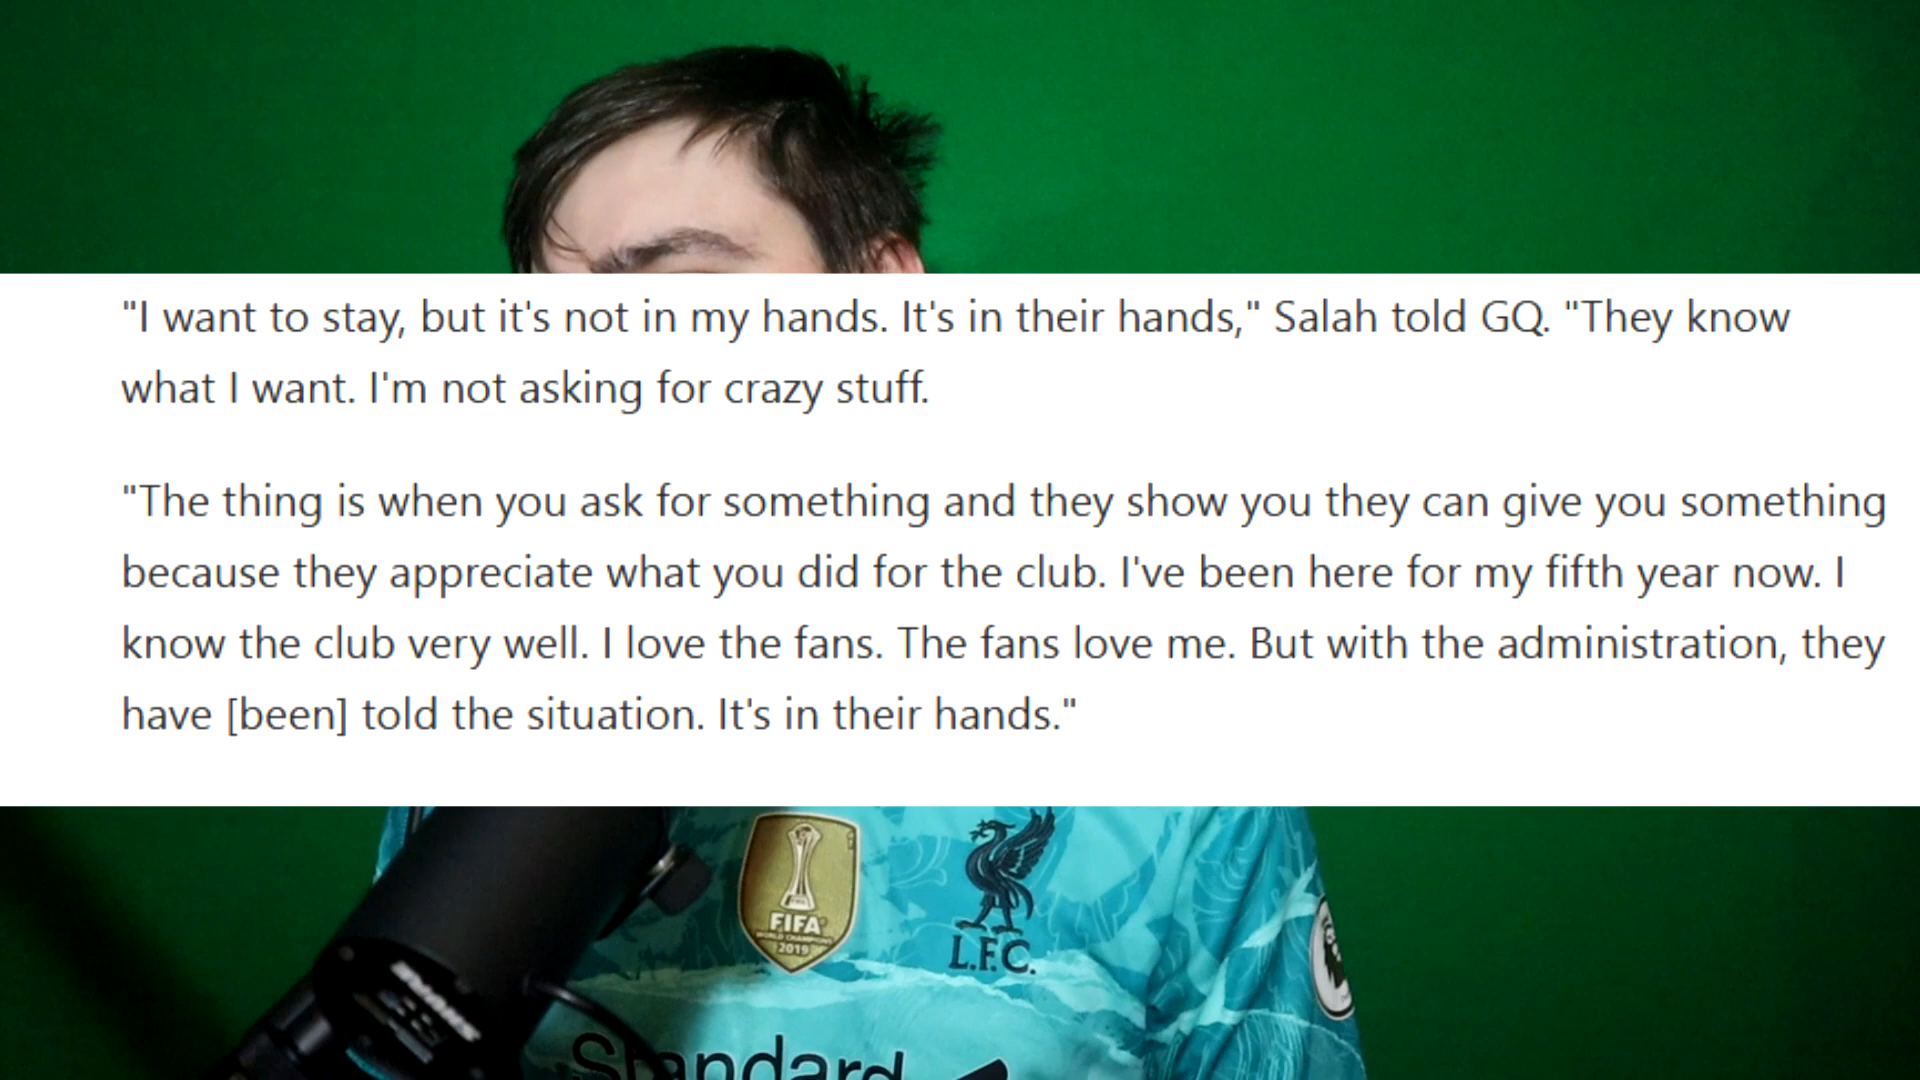 "I want to stay, but it's not in my hands. It's in their hands," Salah told GQ. "They know
what I want. I'm not asking for crazy stuff.
"The thing is when you ask for something and they show you they can give you something
because they appreciate what you did for the club. I've been here for my fifth year now. I
know the club very well. I love the fans. The fans love me. But with the administration, they
have [been] told the situation. It's in their hands."
FIFA
WORLD CHAMPIONS
2019
L.F.C.
Standard